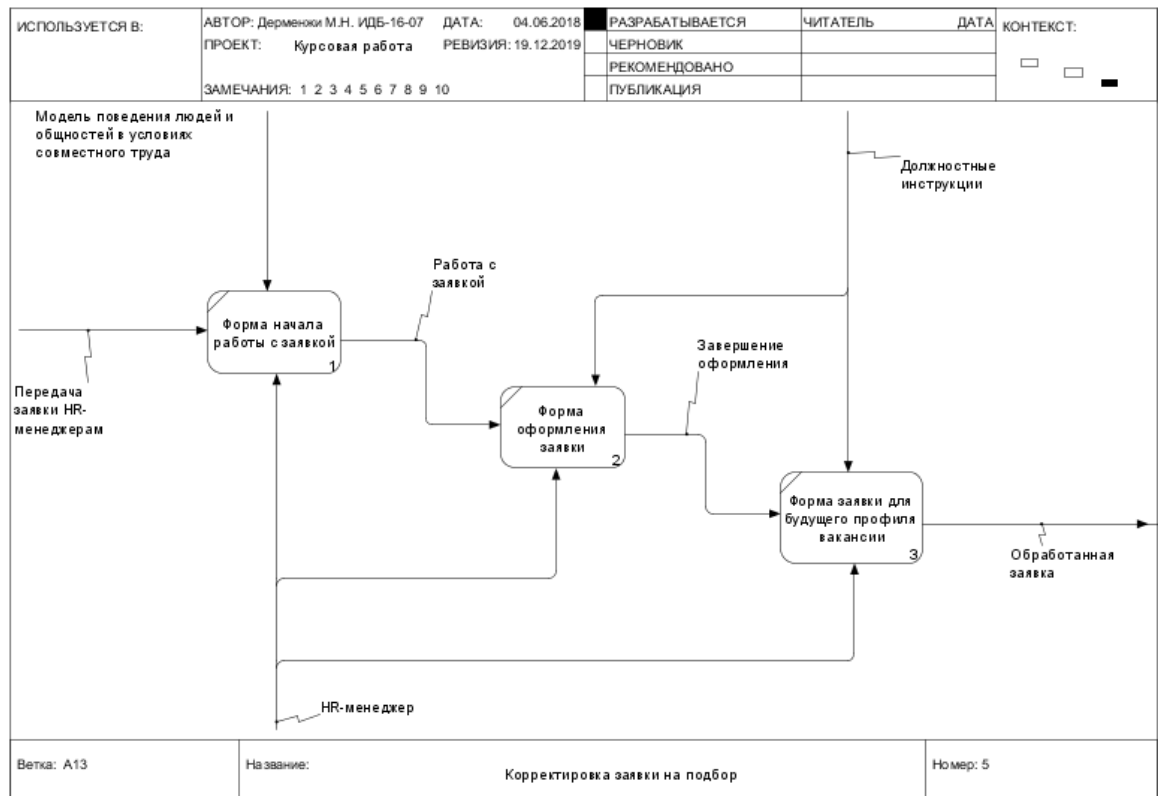 ИСПОЛЬЗУЕТСЯ В:
АВТОР: Дерменжи М.Н. ИДБ-16-07 ДАТА: 04.06.2018
ПРОЕКТ: Курсовая работа РЕВИЗИЯ: 19.12.2019
ЗАМЕЧАНИЯ: 1 2 3 4 5 6 7 8 9 10
РАЗРАБАТЫВАЕТСЯ
ЧЕРНОВИК
РЕКОМЕНДОВАНО
ПУБЛИКАЦИЯ
ЧИТАТЕЛЬ ДАТА
КОНТЕКСТ:
Модель поведения людей и
общностей в условиях
совместного труда
Должностные
инструкции
Работа с
заявкой
Форма начала
работы с заявкой
1
Передача
заявки HR-
менеджерам
Завершение
оформления
Форма
оформления
заявки
2
Форма заявки для
будущего профиля
вакансии
3
Обработанная
заявка
HR-менеджер
Ветка: A13
Название:
Корректировка заявки на подбор
Номер: 5